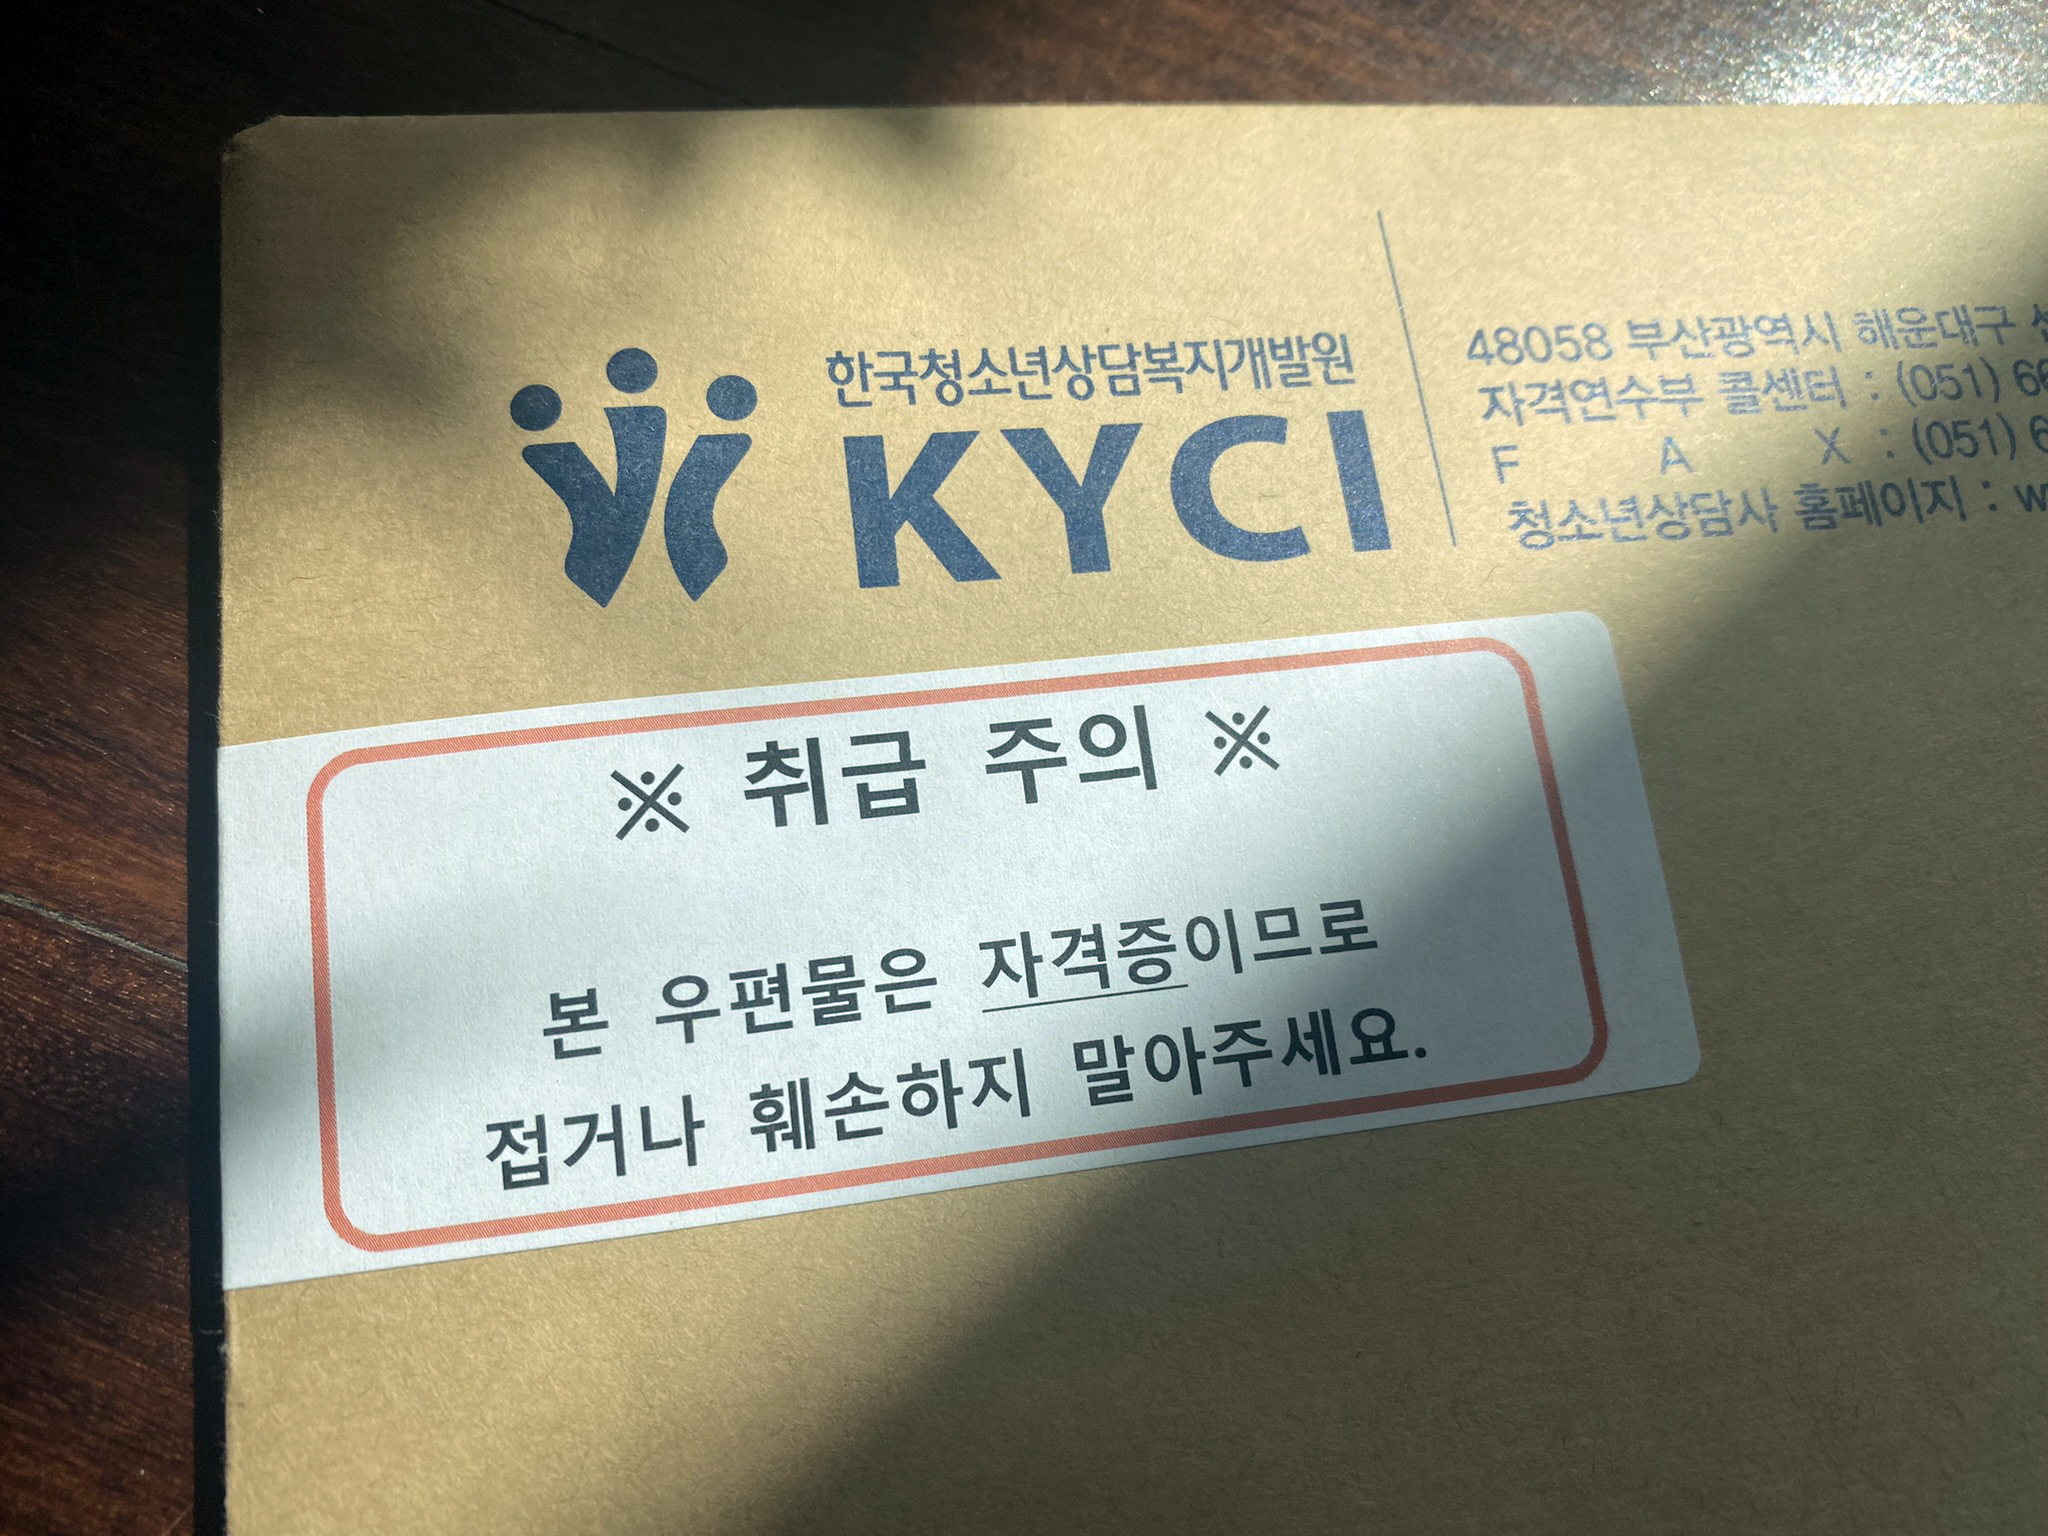 한국청소년상담복지개발원
KYCI
48058 부산광역시 해운대구
자격연수부 콜센터 : (051) 66
F A X : (051) 6
청소년상담사 홈페이지 : w
※ 취급 주의 ※
본 우편물은 자격증이므로
접거나 훼손하지 말아주세요.